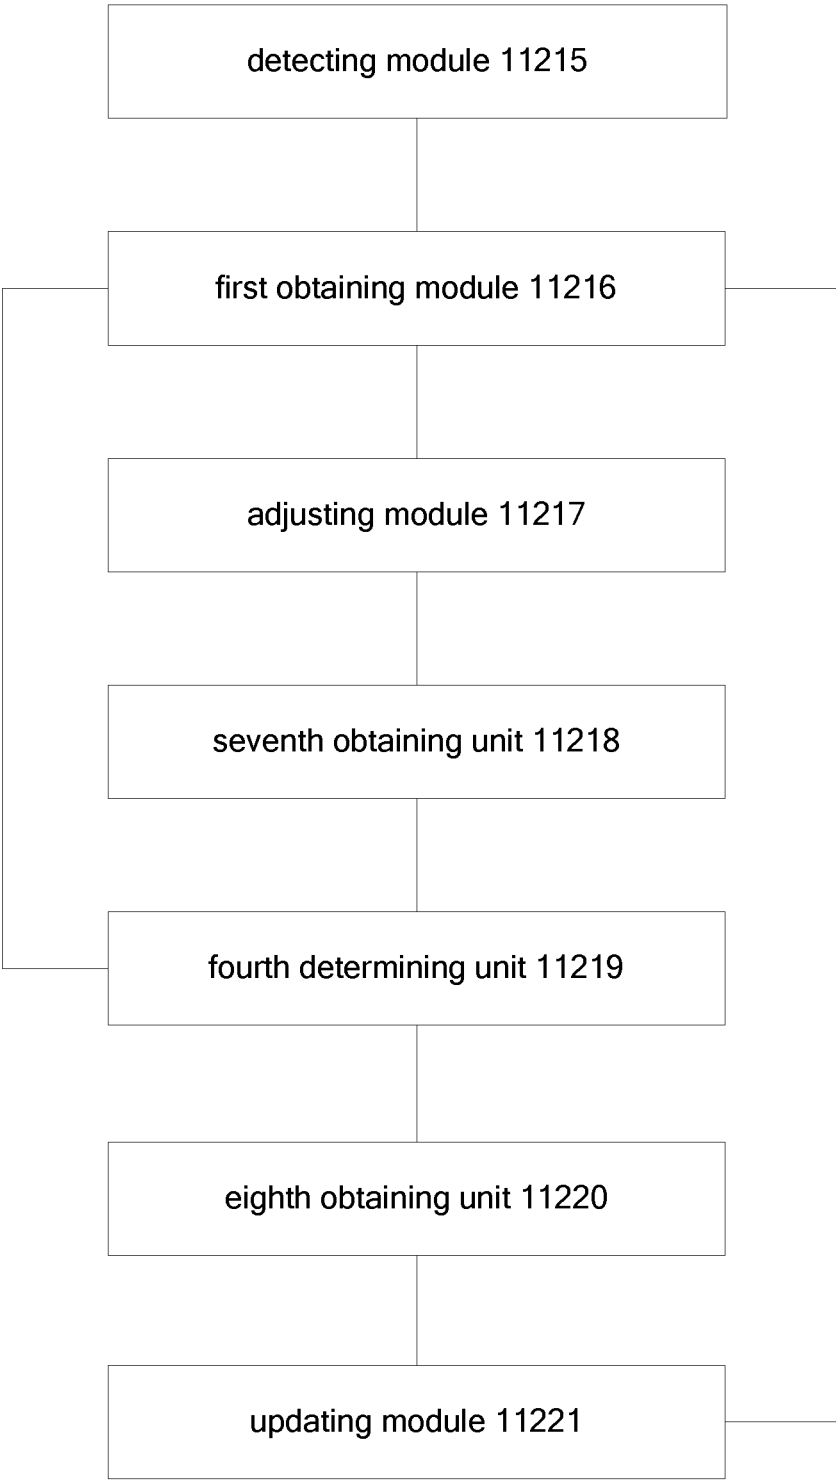 detecting module 11215
first obtaining module 11216
adjusting module 11217
seventh obtaining unit 11218
fourth determining unit 11219
eighth obtaining unit 11220
updating module 11221